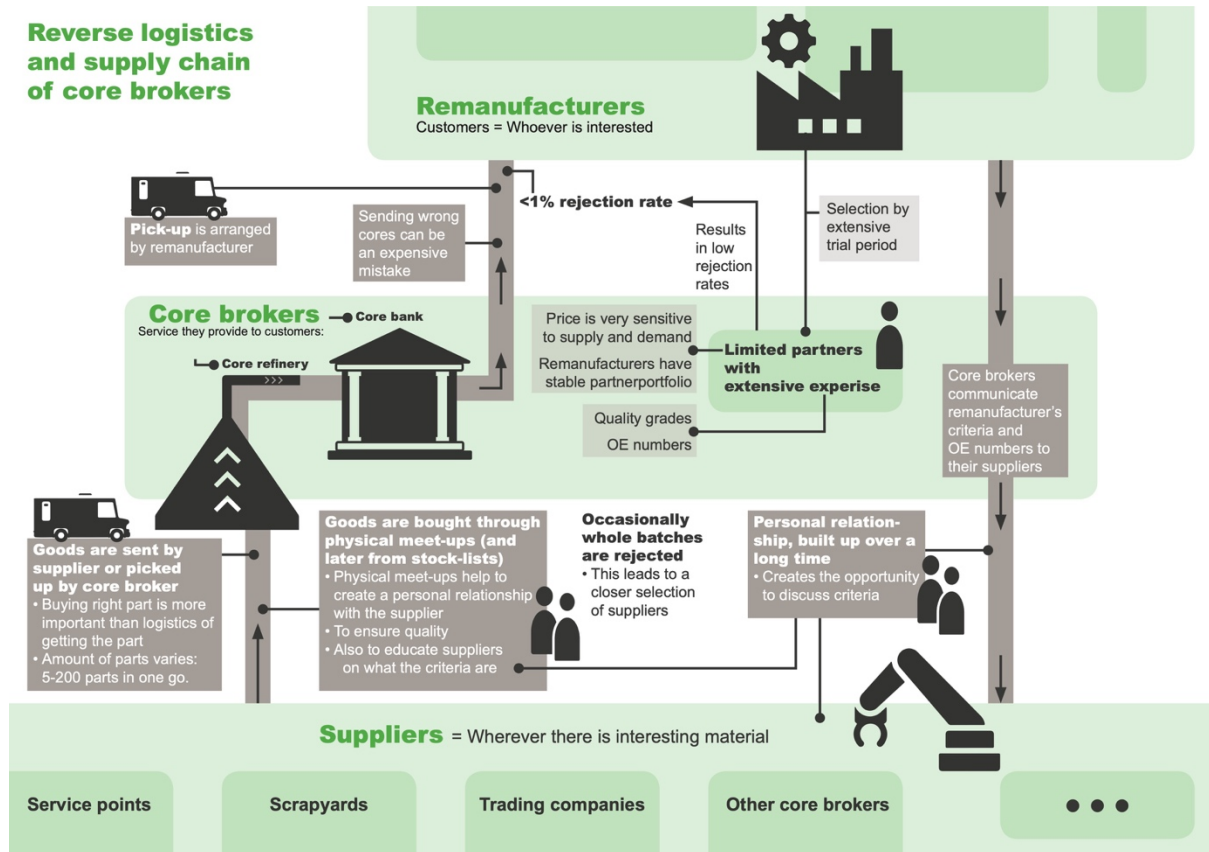 Reverse logistics
and supply chain
of core brokers
Remanufacturers
Customers = Whoever is interested
Pick-up is arranged
by remanufacturer
Sending wrong
cores can be
an expensive
mistake
<1% rejection rate
Results
in low
rejection
rates
Selection by
extensive
trial period
Core brokers
Service they provide to customers:
Core bank
Core refinery
>>>
Price is very sensitive
to supply and demand
Remanufacturers have
stable partnerportfolio
Limited partners
with
extensive experise
Quality grades
OE numbers
Core brokers
communicate
remanufacturer's
criteria and
OE numbers to
their suppliers
Goods are sent by
supplier or picked
up by core broker
• Buying right part is more
important than logistics of
getting the part
• Amount of parts varies:
5-200 parts in one go.
Goods are bought through
physical meet-ups (and
later from stock-lists)
• Physical meet-ups help to
create a personal relationship
with the supplier
• To ensure quality
• Also to educate suppliers
on what the criteria are
Occasionally
whole batches
are rejected
• This leads to a
closer selection
of suppliers
Personal relation-
ship, built up over a
long time
• Creates the opportunity
to discuss criteria
Suppliers = Wherever there is interesting material
Service points
Scrapyards
Trading companies
Other core brokers
• • •